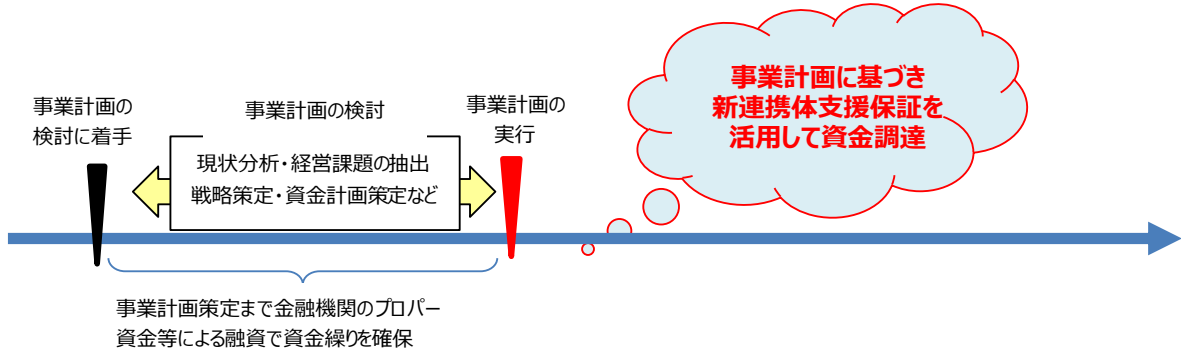 事業計画の
検討に着手
事業計画の検討
現状分析・経営課題の抽出
戦略策定・資金計画策定など
事業計画の
実行
事業計画に基づき
新連携体支援保証を
活用して資金調達
事業計画策定まで金融機関のプロパー
資金等による融資で資金繰りを確保